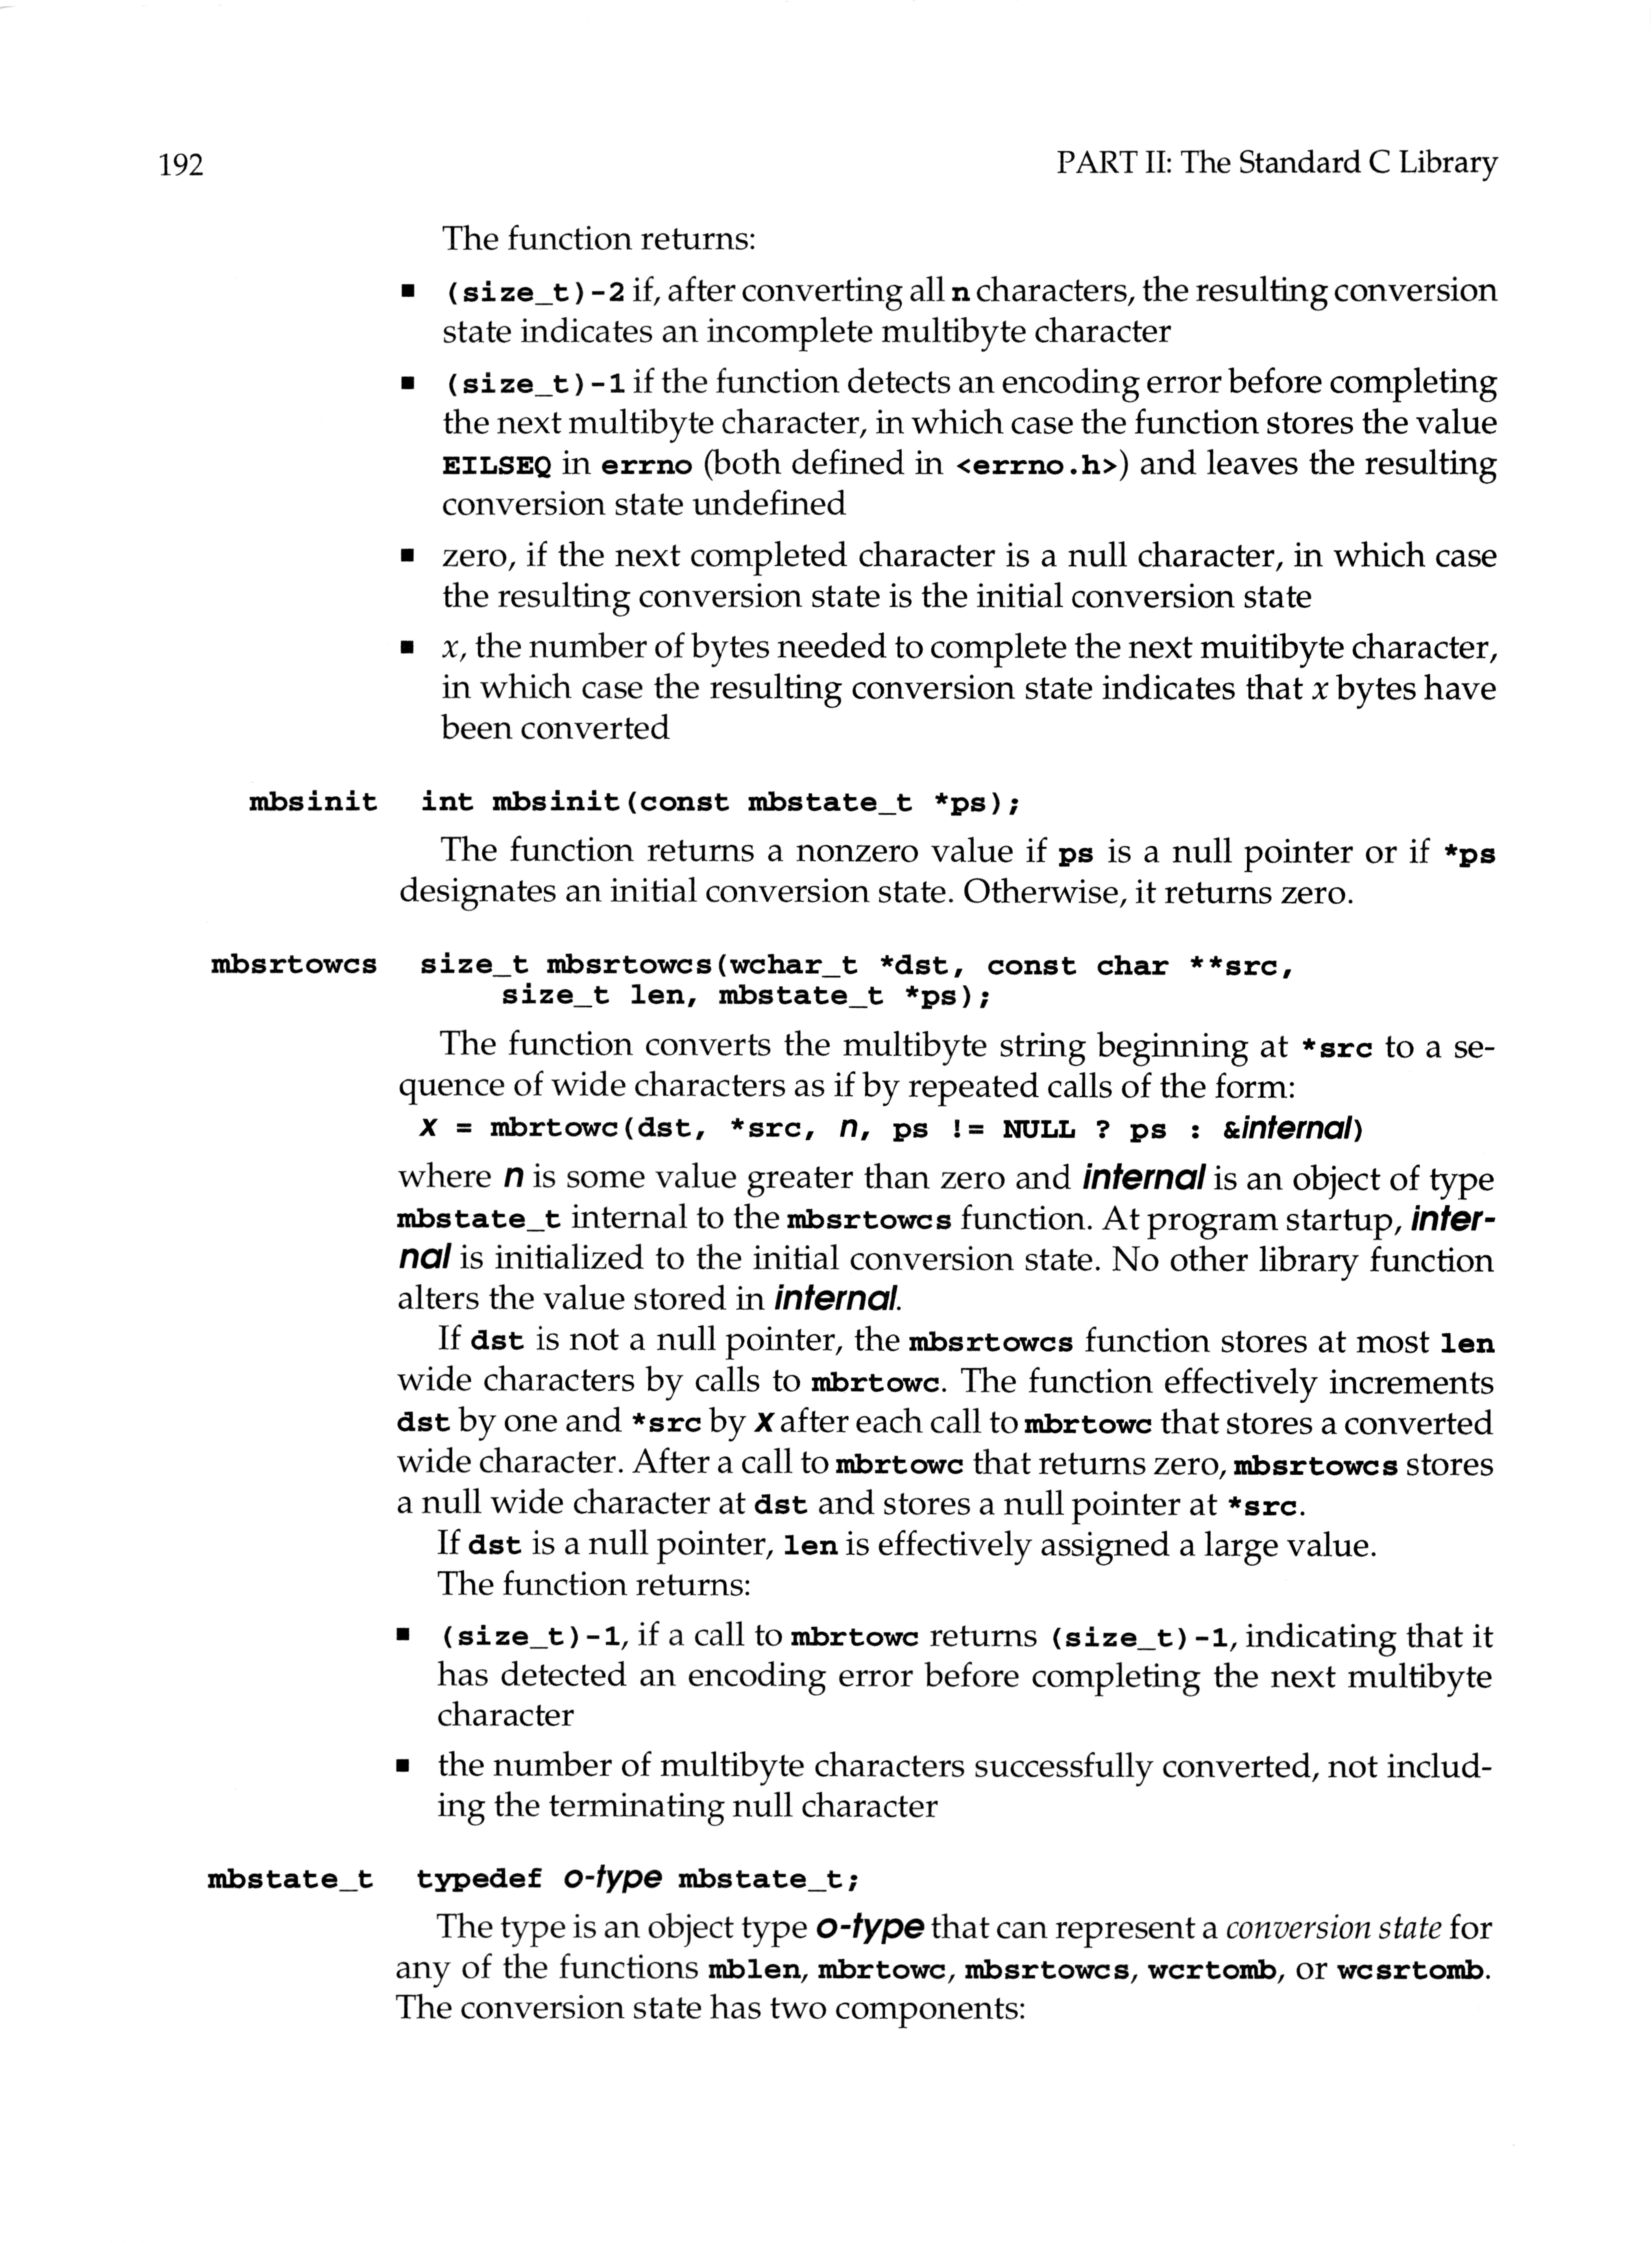 192 PART II: The Standard C Library
The function returns:
▪ (size_t)-2 if, after converting all n characters, the resulting conversion
state indicates an incomplete multibyte character
▪ (size_t)-1 if the function detects an encoding error before completing
the next multibyte character, in which case the function stores the value
EILSEQ in errno (both defined in <errno.h>) and leaves the resulting
conversion state undefined
▪ zero, if the next completed character is a null character, in which case
the resulting conversion state is the initial conversion state
▪ x, the number of bytes needed to complete the next muitibyte character,
in which case the resulting conversion state indicates that x bytes have
been converted
mbsinit int mbsinit(const mbstate_t *ps);
The function returns a nonzero value if ps is a null pointer or if *ps
designates an initial conversion state. Otherwise, it returns zero.
mbsrtowcs size_t mbsrtowcs(wchar_t *dst, const char **src,
size_t len, mbstate_t *ps);
The function converts the multibyte string beginning at *src to a se-
quence of wide characters as if by repeated calls of the form:
x = mbrtowc(dst, *src, n, ps != NULL ? ps : &internal)
where n is some value greater than zero and internal is an object of type
mbstate_t internal to the mbsrtowcs function. At program startup, inter-
nal is initialized to the initial conversion state. No other library function
alters the value stored in internal.
If dst is not a null pointer, the mbsrtowcs function stores at most len
wide characters by calls to mbrtowc. The function effectively increments
dst by one and *src by x after each call to mbrtowc that stores a converted
wide character. After a call to mbrtowc that returns zero, mbsrtowcs stores
a null wide character at dst and stores a null pointer at *src.
If dst is a null pointer, len is effectively assigned a large value.
The function returns:
▪ (size_t)-1, if a call to mbrtowc returns (size_t)-1, indicating that it
has detected an encoding error before completing the next multibyte
character
▪ the number of multibyte characters successfully converted, not includ-
ing the terminating null character
mbstate_t typedef o-type mbstate_t;
The type is an object type o-type that can represent a conversion state for
any of the functions mblen, mbrtowc, mbsrtowcs, wcrtomb, or wcsrtomb.
The conversion state has two components: